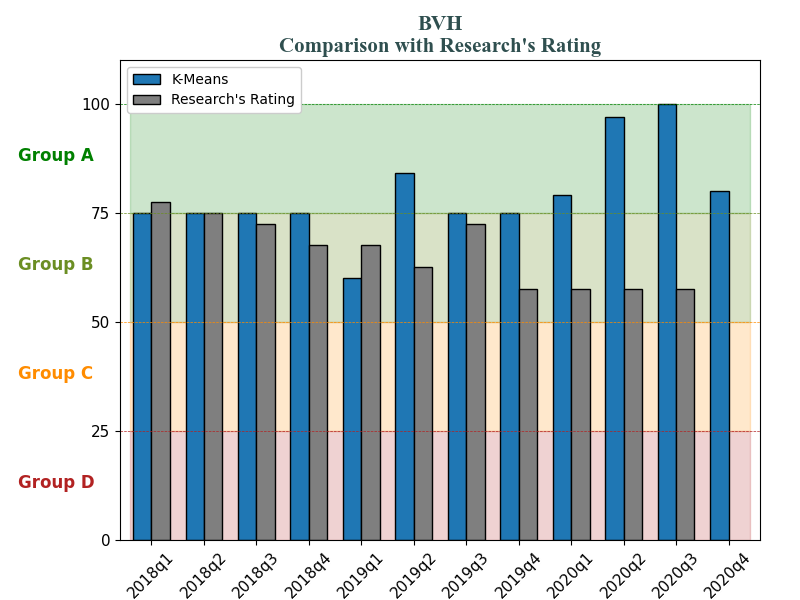 BVH
Comparison with Research's Rating
K-Means
Research's Rating
100
Group A
75
Group B
50
Group C
25
Group D
0
2018q1
2018q2
2018q3
2018q4
2019q1
2019q2
2019q3
2019q4
2020q1
2020q2
2020q3
2020q4